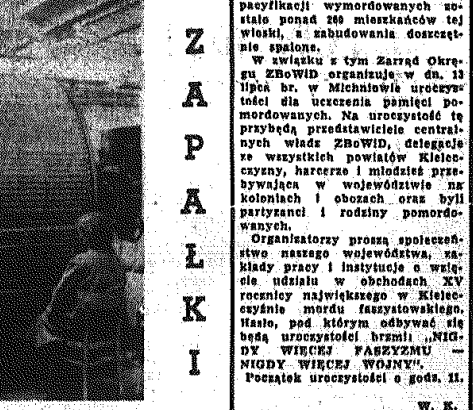 Z
A
P
A
Ł
K
I
pacyfikacji wymordowanych zo-
stało ponad 200 mieszkańców tej
wioski, a zabudowania doszczęt-
nie spalone.
W związku z tym Zarząd Okrę-
gu ZBoWiD organizuje w dn. 13
lipca br. w Michniowie uroczys-
tości dla uczczenia pamięci po-
mordowanych. Na uroczystość tę
przybędą przedstawiciele central-
nych władz ZBoWiD, delegacje
ze wszystkich powiatów Kielec-
czyzny, harcerze i młodzież prze-
bywająca w województwie na
koloniach i obozach oraz byli
partyzanci i rodziny pomordo-
wanych.
Organizatorzy proszą społeczeń-
stwo naszego województwa, za-
kłady pracy i instytucje o wzię-
cie udziału w obchodach XV
rocznicy największego w Kielec-
czyźnie mordu faszystowskiego.
Hasło, pod którym odbywać się
będą uroczystości brzmi: „NIG-
DY WIĘCEJ FASZYZMU —
NIGDY WIĘCEJ WOJNY".
Początek uroczystości o godz. 11.
W. K.